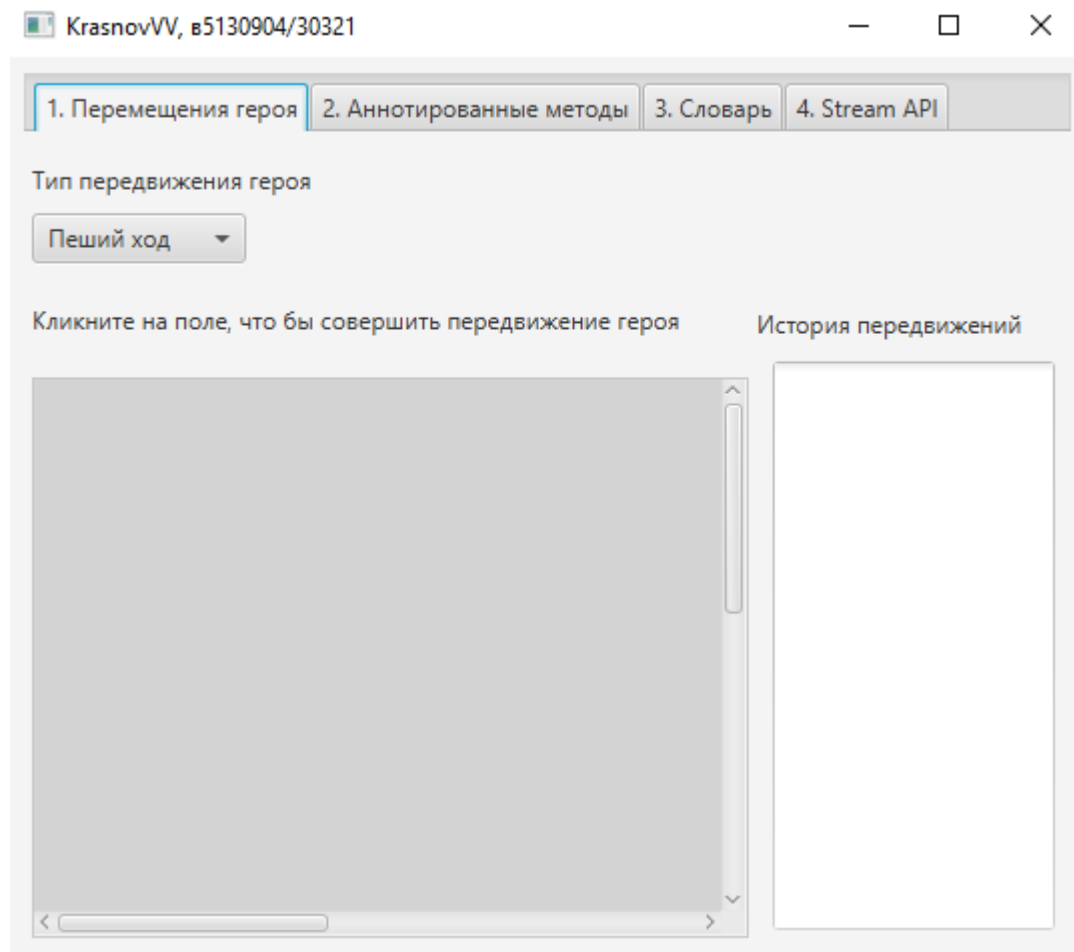 KrasnovVV, в5130904/30321
1. Перемещения героя 2. Аннотированные методы 3. Словарь 4. Stream API
Тип передвижения героя
Пеший ход
Кликните на поле, что бы совершить передвижение героя
История передвижений